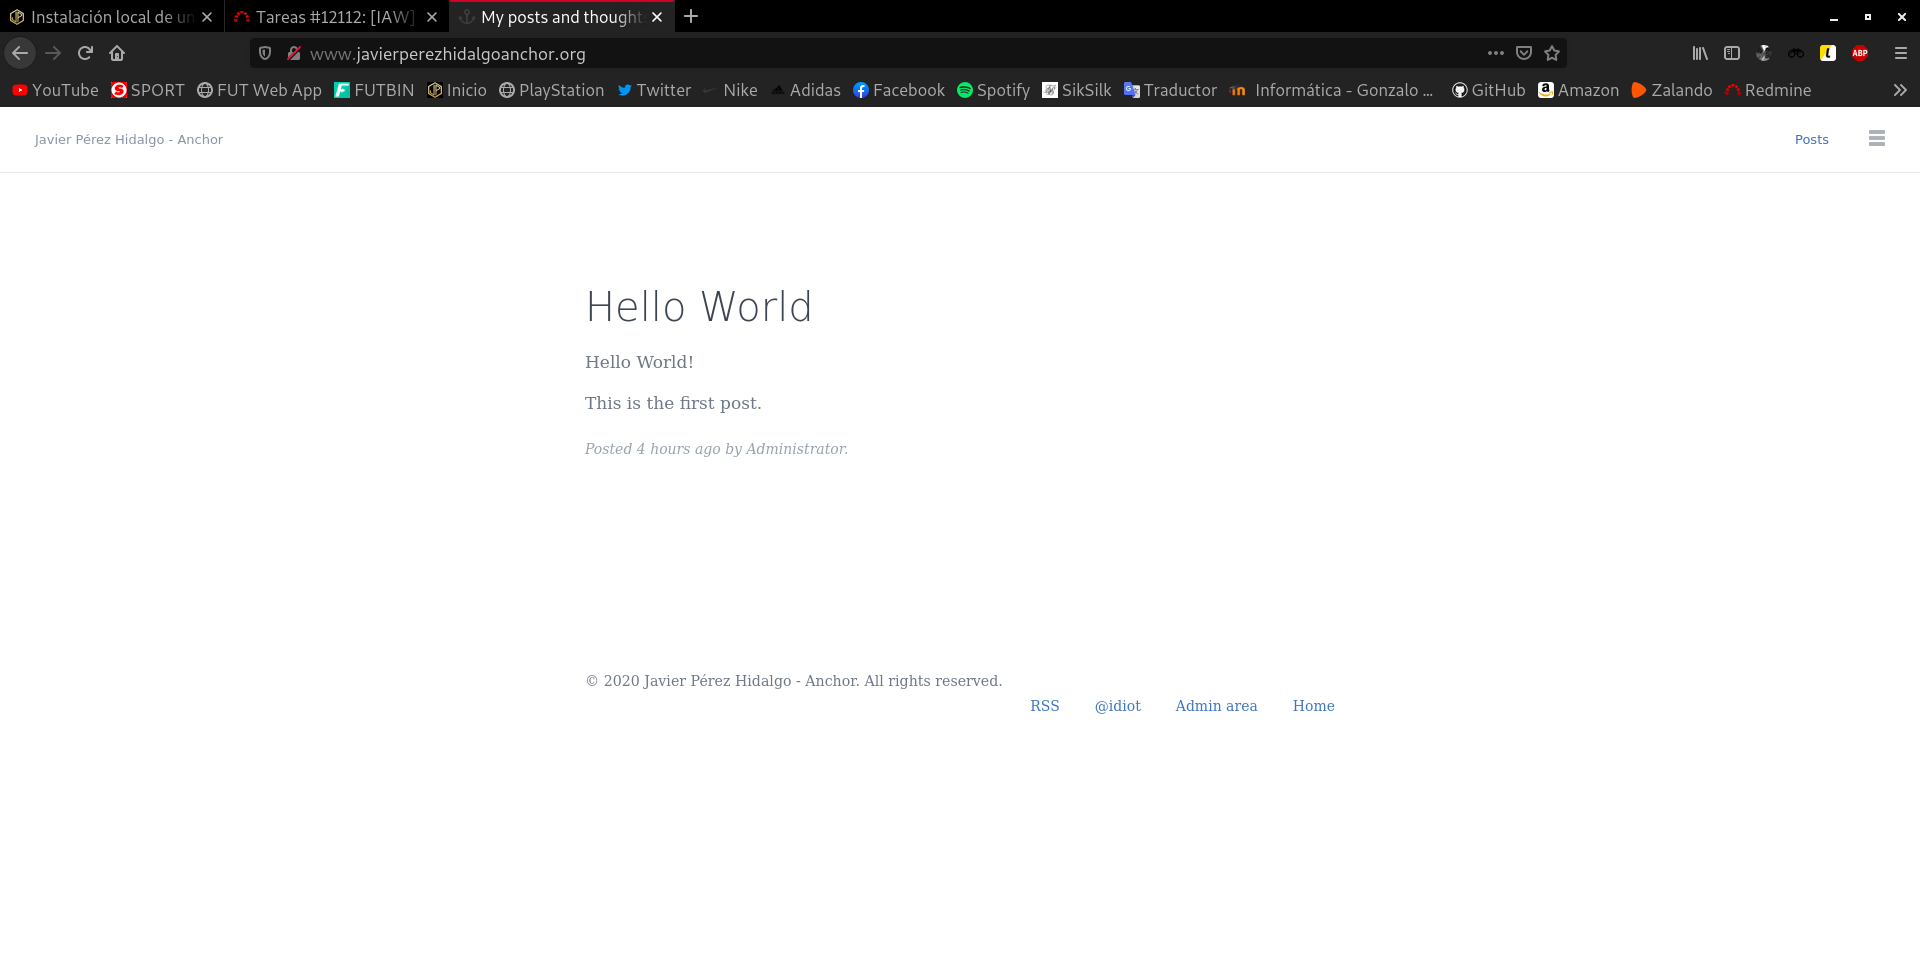 Instalación local de un
Tareas #12112: [IAW]
My posts and thought
www.javierperezhidalgoanchor.org
ABP
YouTube SPORT FUT Web App FUTBIN Inicio PlayStation Twitter Nike Adidas Facebook Spotify SikSilk Traductor Informática - Gonzalo ... GitHub Amazon Zalando Redmine
Javier Pérez Hidalgo - Anchor
Posts
Hello World
Hello World!
This is the first post.
Posted 4 hours ago by Administrator.
© 2020 Javier Pérez Hidalgo - Anchor. All rights reserved.
RSS @idiot Admin area Home